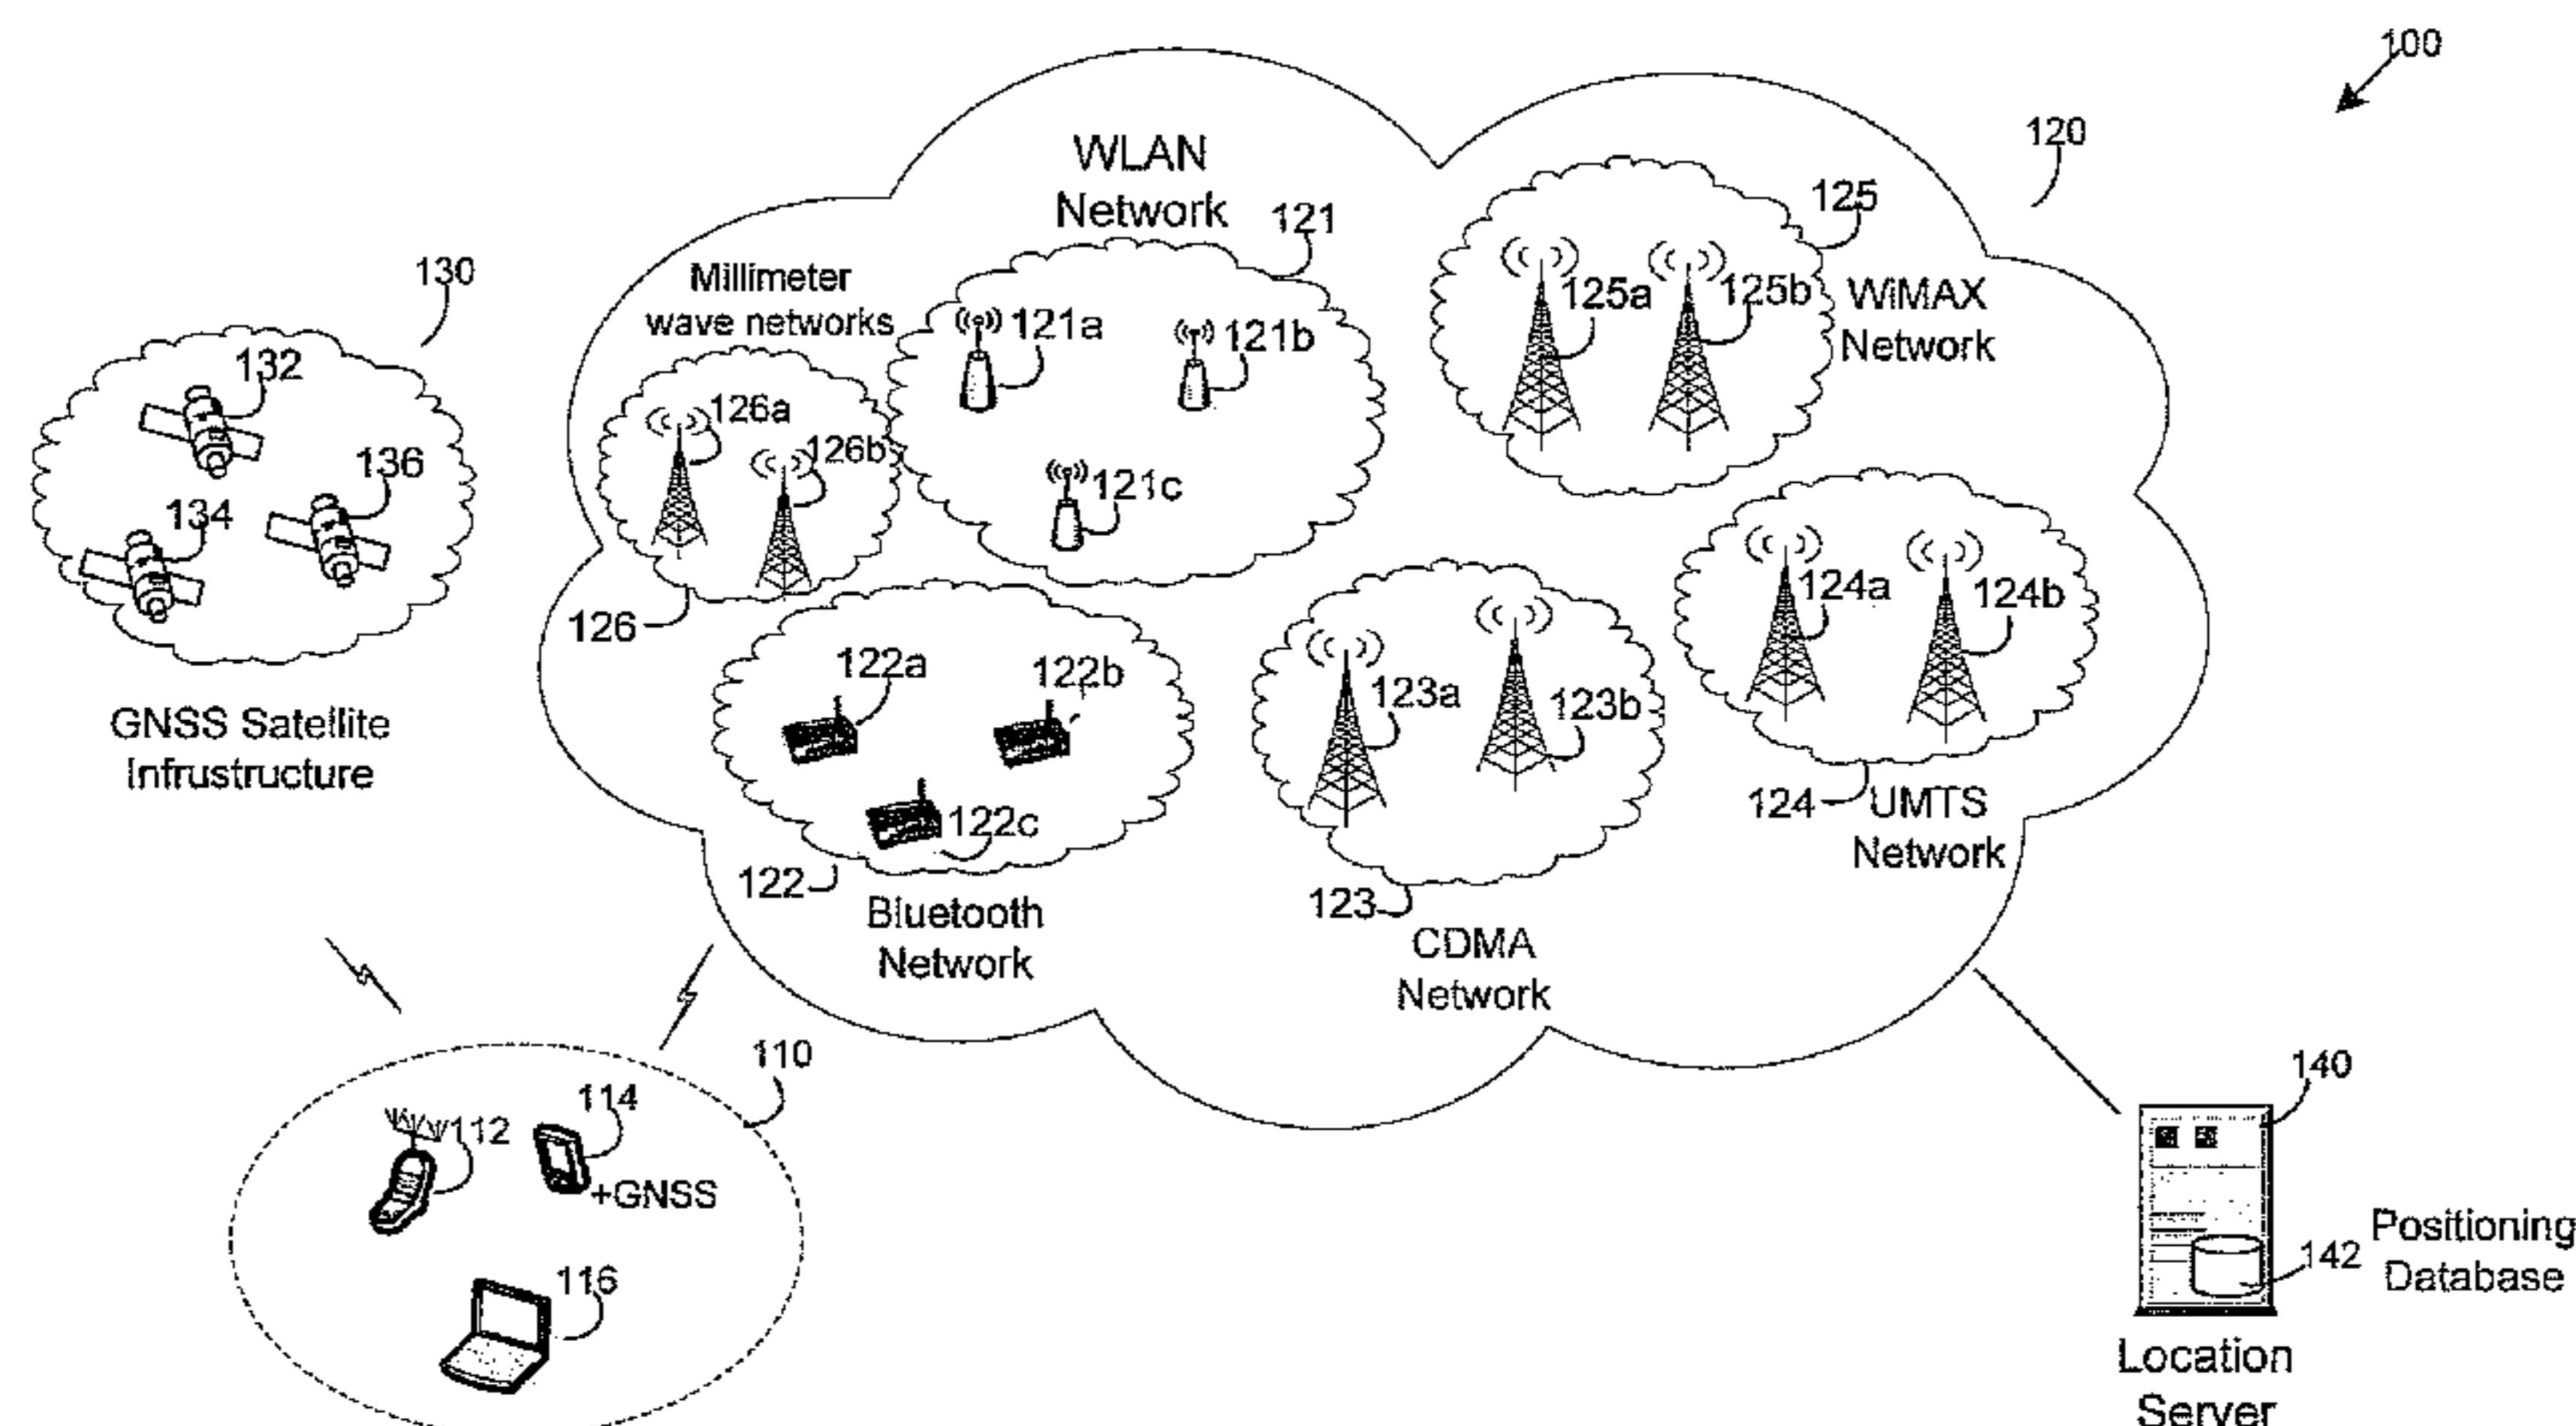 100
120
WLAN
Network
121
125
125a
125b
WiMAX
Network
130
Millimeter
wave networks
121a
121b
132
126a
126b
136
121c
134
124a
124b
126
122a
122b
123a
123b
GNSS Satellite
Infrustructure
122c
124
UMTS
Network
122
123
Bluetooth
Network
CDMA
Network
110
140
114
112
+GNSS
116
142
Positioning
Database
Location
Server